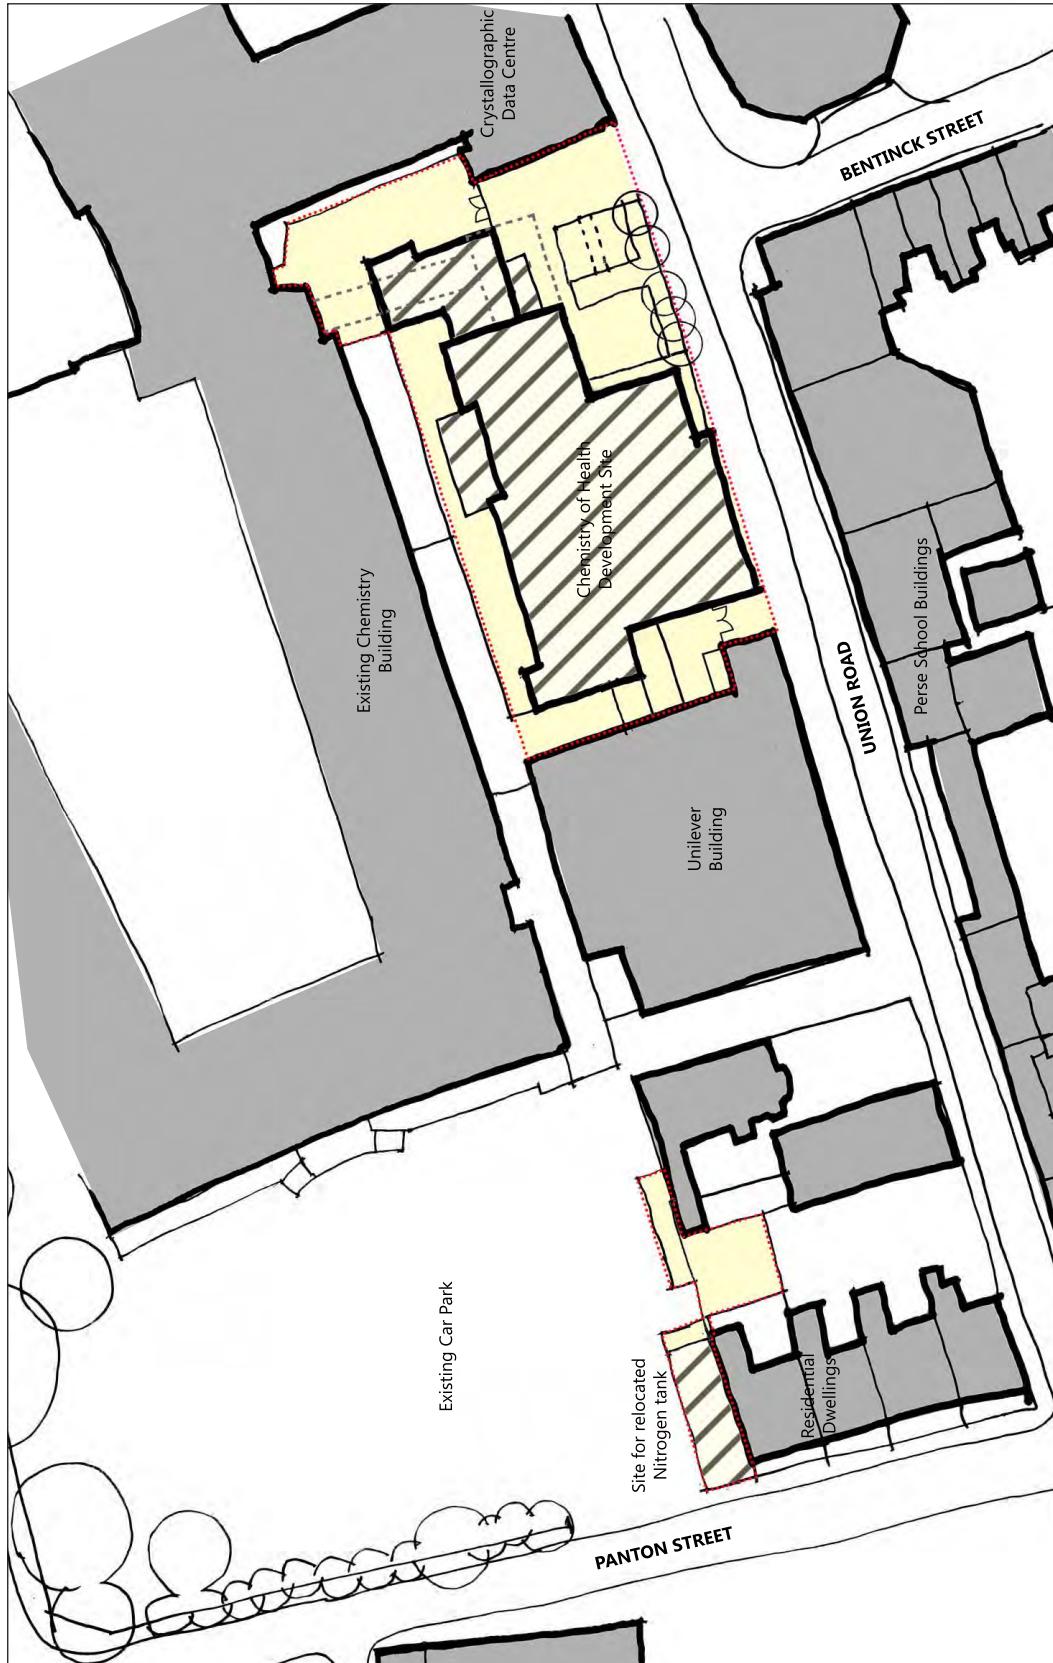 Crystallographic
Data Centre
BENTINCK STREET
Chemistry of Health
Development Site
Existing Chemistry
Building
Perse School Buildings
UNION ROAD
Unilever
Building
Existing Car Park
Site for relocated
Nitrogen tank
Residential
Dwellings
PANTON STREET